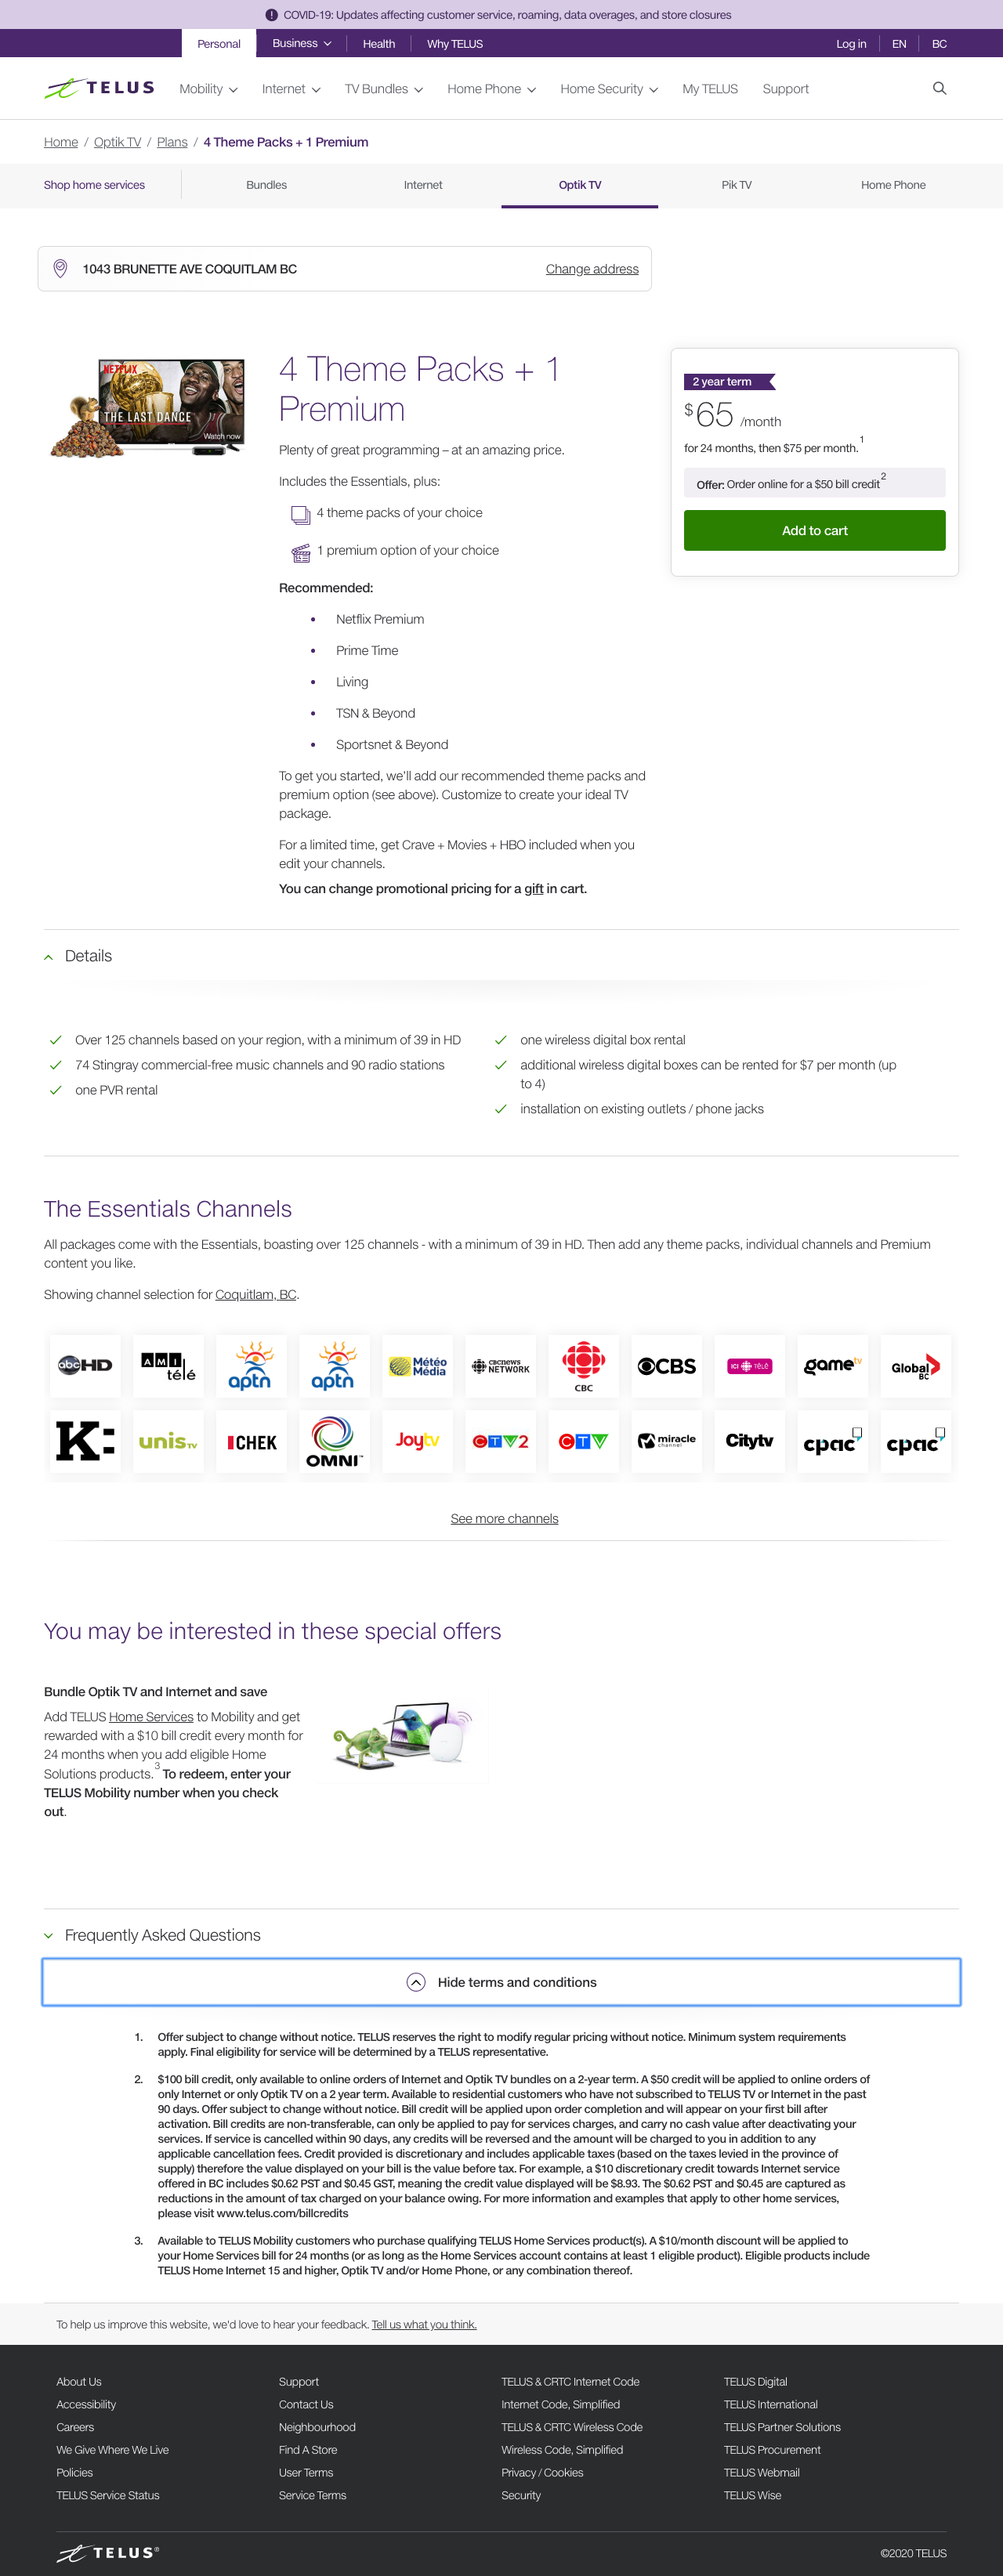 COVID-19: Updates affecting customer service, roaming, data overages, and store closures
Personal Business Health Why TELUS Log in EN BC
TELUS Mobility Internet TV Bundles Home Phone Home Security My TELUS Support
Home / Optik TV / Plans / 4 Theme Packs + 1 Premium
Shop home services Bundles Internet Optik TV Pik TV Home Phone
1043 BRUNETTE AVE COQUITLAM BC Change address
NETFLIX
THE LAST DANCE
Watch now
4 Theme Packs + 1
Premium
Plenty of great programming – at an amazing price.
Includes the Essentials, plus:
4 theme packs of your choice
1 premium option of your choice
Recommended:
• Netflix Premium
• Prime Time
• Living
• TSN & Beyond
• Sportsnet & Beyond
To get you started, we'll add our recommended theme packs and
premium option (see above). Customize to create your ideal TV
package.
For a limited time, get Crave + Movies + HBO included when you
edit your channels.
You can change promotional pricing for a gift in cart.
2 year term
$65 /month
for 24 months, then $75 per month.1
Offer: Order online for a $50 bill credit2
Add to cart
Details
Over 125 channels based on your region, with a minimum of 39 in HD
74 Stingray commercial-free music channels and 90 radio stations
one PVR rental
one wireless digital box rental
additional wireless digital boxes can be rented for $7 per month (up
to 4)
installation on existing outlets / phone jacks
The Essentials Channels
All packages come with the Essentials, boasting over 125 channels - with a minimum of 39 in HD. Then add any theme packs, individual channels and Premium
content you like.
Showing channel selection for Coquitlam, BC.
abc HD AMI télé aptn aptn Météo Média CBC news NETWORK CBC CBS ICI télé game tv Global BC
K: unis TV CHEK OMNI Joytv CTV2 CTV miracle channel Citytv cpac cpac
See more channels
You may be interested in these special offers
Bundle Optik TV and Internet and save
Add TELUS Home Services to Mobility and get
rewarded with a $10 bill credit every month for
24 months when you add eligible Home
Solutions products.3 To redeem, enter your
TELUS Mobility number when you check
out.
Frequently Asked Questions
Hide terms and conditions
1. Offer subject to change without notice. TELUS reserves the right to modify regular pricing without notice. Minimum system requirements
apply. Final eligibility for service will be determined by a TELUS representative.
2. $100 bill credit, only available to online orders of Internet and Optik TV bundles on a 2-year term. A $50 credit will be applied to online orders of
only Internet or only Optik TV on a 2 year term. Available to residential customers who have not subscribed to TELUS TV or Internet in the past
90 days. Offer subject to change without notice. Bill credit will be applied upon order completion and will appear on your first bill after
activation. Bill credits are non-transferable, can only be applied to pay for services charges, and carry no cash value after deactivating your
services. If service is cancelled within 90 days, any credits will be reversed and the amount will be charged to you in addition to any
applicable cancellation fees. Credit provided is discretionary and includes applicable taxes (based on the taxes levied in the province of
supply) therefore the value displayed on your bill is the value before tax. For example, a $10 discretionary credit towards Internet service
offered in BC includes $0.62 PST and $0.45 GST, meaning the credit value displayed will be $8.93. The $0.62 PST and $0.45 are captured as
reductions in the amount of tax charged on your balance owing. For more information and examples that apply to other home services,
please visit www.telus.com/billcredits
3. Available to TELUS Mobility customers who purchase qualifying TELUS Home Services product(s). A $10/month discount will be applied to
your Home Services bill for 24 months (or as long as the Home Services account contains at least 1 eligible product). Eligible products include
TELUS Home Internet 15 and higher, Optik TV and/or Home Phone, or any combination thereof.
To help us improve this website, we'd love to hear your feedback. Tell us what you think.
About Us Support TELUS & CRTC Internet Code TELUS Digital
Accessibility Contact Us Internet Code, Simplified TELUS International
Careers Neighbourhood TELUS & CRTC Wireless Code TELUS Partner Solutions
We Give Where We Live Find A Store Wireless Code, Simplified TELUS Procurement
Policies User Terms Privacy / Cookies TELUS Webmail
TELUS Service Status Service Terms Security TELUS Wise
TELUS® ©2020 TELUS